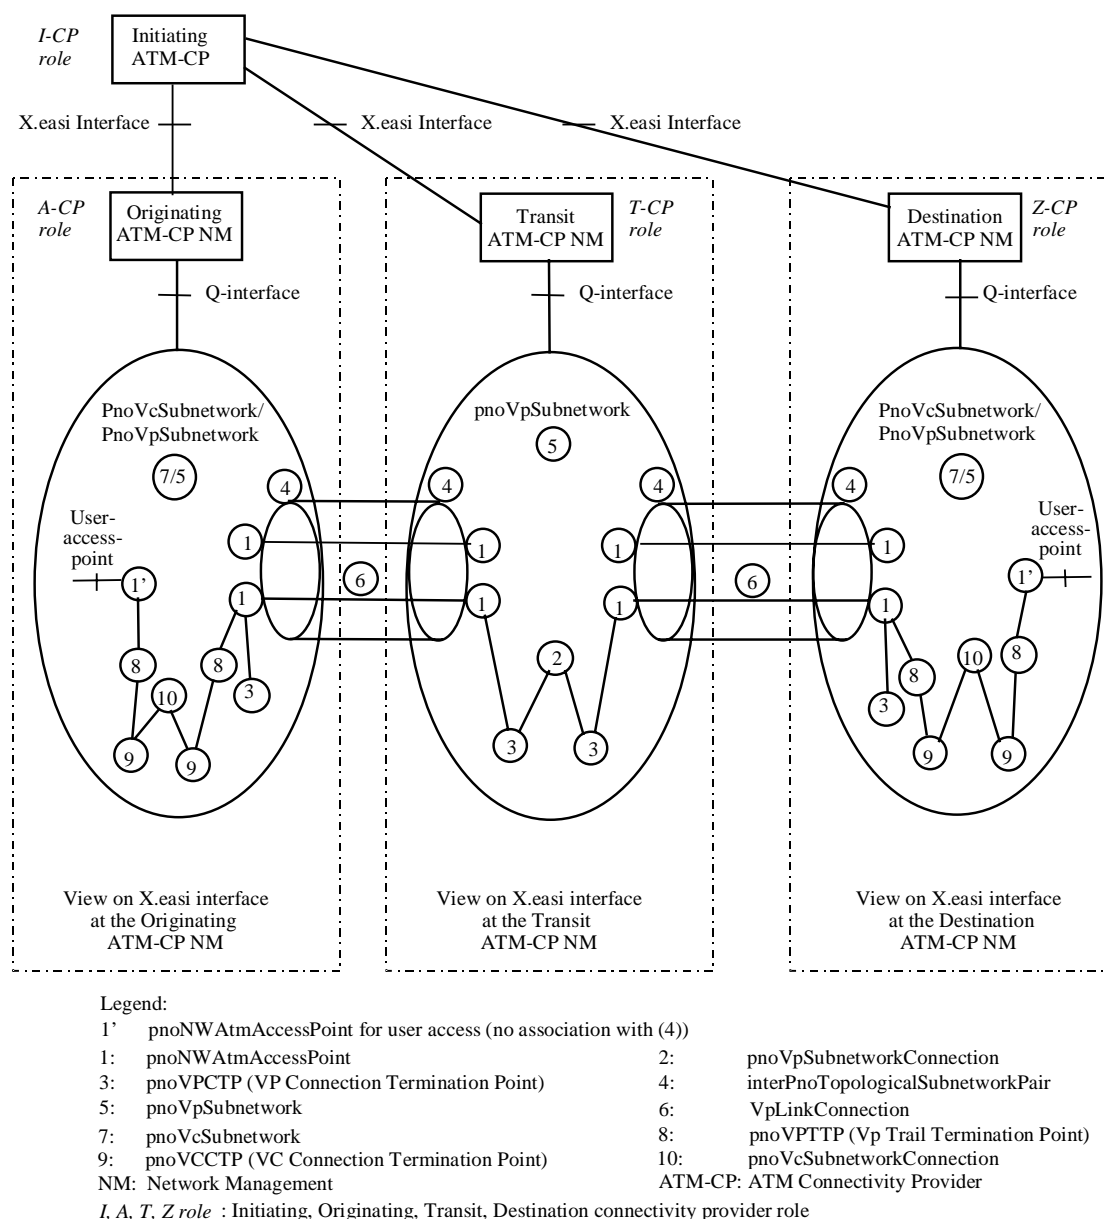 I-CP
role
Initiating
ATM-CP
X.easi Interface
X.easi Interface
X.easi Interface
A-CP
role
Originating
ATM-CP NM
Transit
ATM-CP NM
T-CP
role
Destination
ATM-CP NM
Z-CP
role
Q-interface
Q-interface
Q-interface
PnoVcSubnetwork/
PnoVpSubnetwork
7/5
pnoVpSubnetwork
5
PnoVcSubnetwork/
PnoVpSubnetwork
7/5
4
4
4
4
User-
access-
point
User-
access-
point
1
1
1
1
1'
6
6
1'
1
1
1
1
8
8
3
10
9
9
2
3
3
8
3
10
8
9
9
View on X.easi interface
at the Originating
ATM-CP NM
View on X.easi interface
at the Transit
ATM-CP NM
View on X.easi interface
at the Destination
ATM-CP NM
Legend:
1' pnoNWAtmAccessPoint for user access (no association with (4))
1: pnoNWAtmAccessPoint 2: pnoVpSubnetworkConnection
3: pnoVPCTP (VP Connection Termination Point) 4: interPnoTopologicalSubnetworkPair
5: pnoVpSubnetwork 6: VpLinkConnection
7: pnoVcSubnetwork 8: pnoVPTTP (Vp Trail Termination Point)
9: pnoVCCTP (VC Connection Termination Point) 10: pnoVcSubnetworkConnection
NM: Network Management ATM-CP: ATM Connectivity Provider
I, A, T, Z role : Initiating, Originating, Transit, Destination connectivity provider role